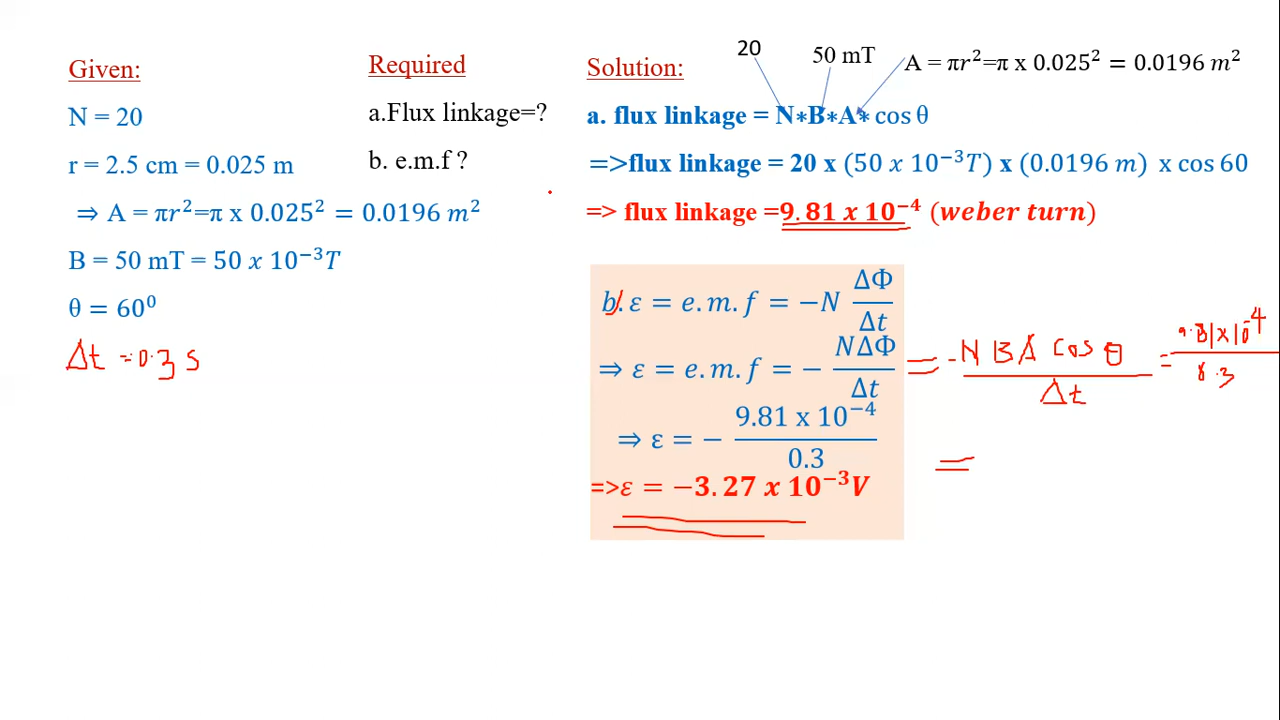 Given:
N = 20
r = 2.5 cm = 0.025 m
⇒ A = πr²=π x 0.025² = 0.0196 m²
B = 50 mT = 50 x 10⁻³T
θ = 60⁰
Δt = 0.3 s
Required
a.Flux linkage=?
b. e.m.f ?
Solution:
20
50 mT
A = πr²=π x 0.025² = 0.0196 m²
a. flux linkage = N∗B∗A∗ cos θ
=>flux linkage = 20 x (50 x 10⁻³T) x (0.0196 m) x cos 60
=> flux linkage =9.81 x 10⁻⁴ (weber turn)
b. ε = e.m.f = −N ΔΦ/Δt
⇒ ε = e.m.f = − NΔΦ/Δt = -N B A cos θ/Δt = 9.81x10⁻⁴/0.3
⇒ ε = − 9.81 x 10⁻⁴/0.3 =
=>ε = −3.27 x 10⁻³V